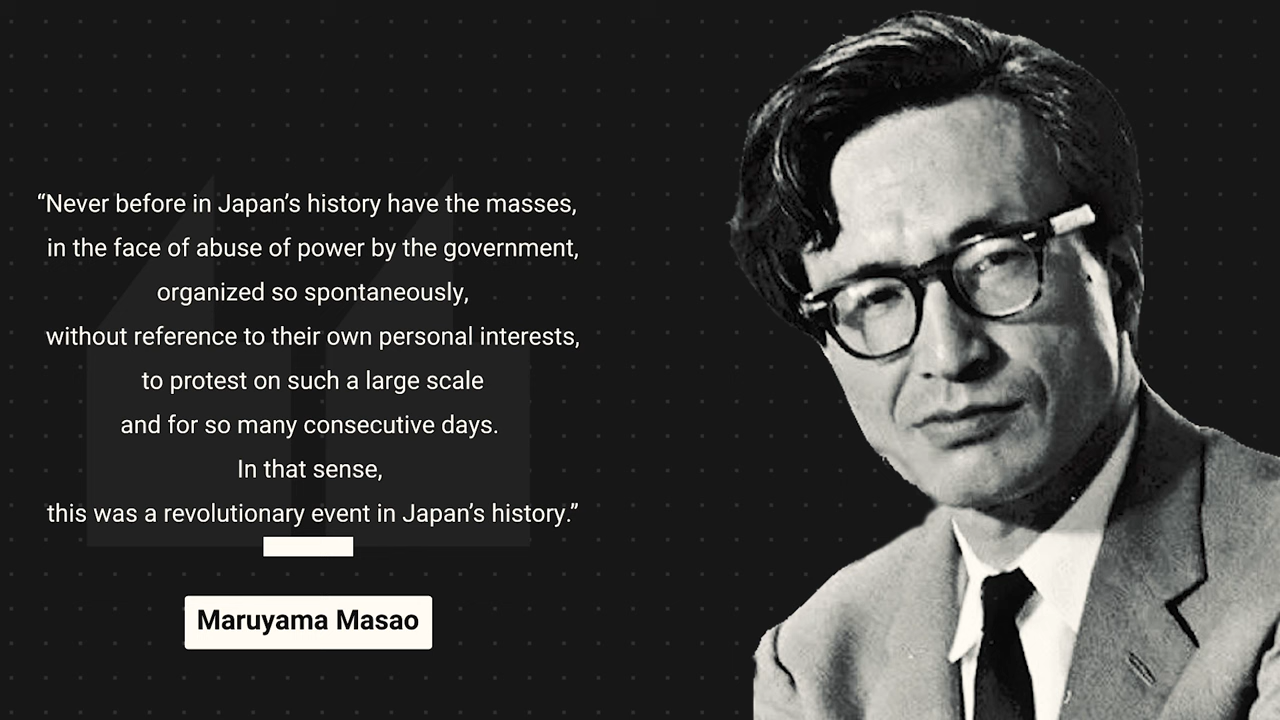 “Never before in Japan’s history have the masses,
in the face of abuse of power by the government,
organized so spontaneously,
without reference to their own personal interests,
to protest on such a large scale
and for so many consecutive days.
In that sense,
this was a revolutionary event in Japan’s history.”
Maruyama Masao